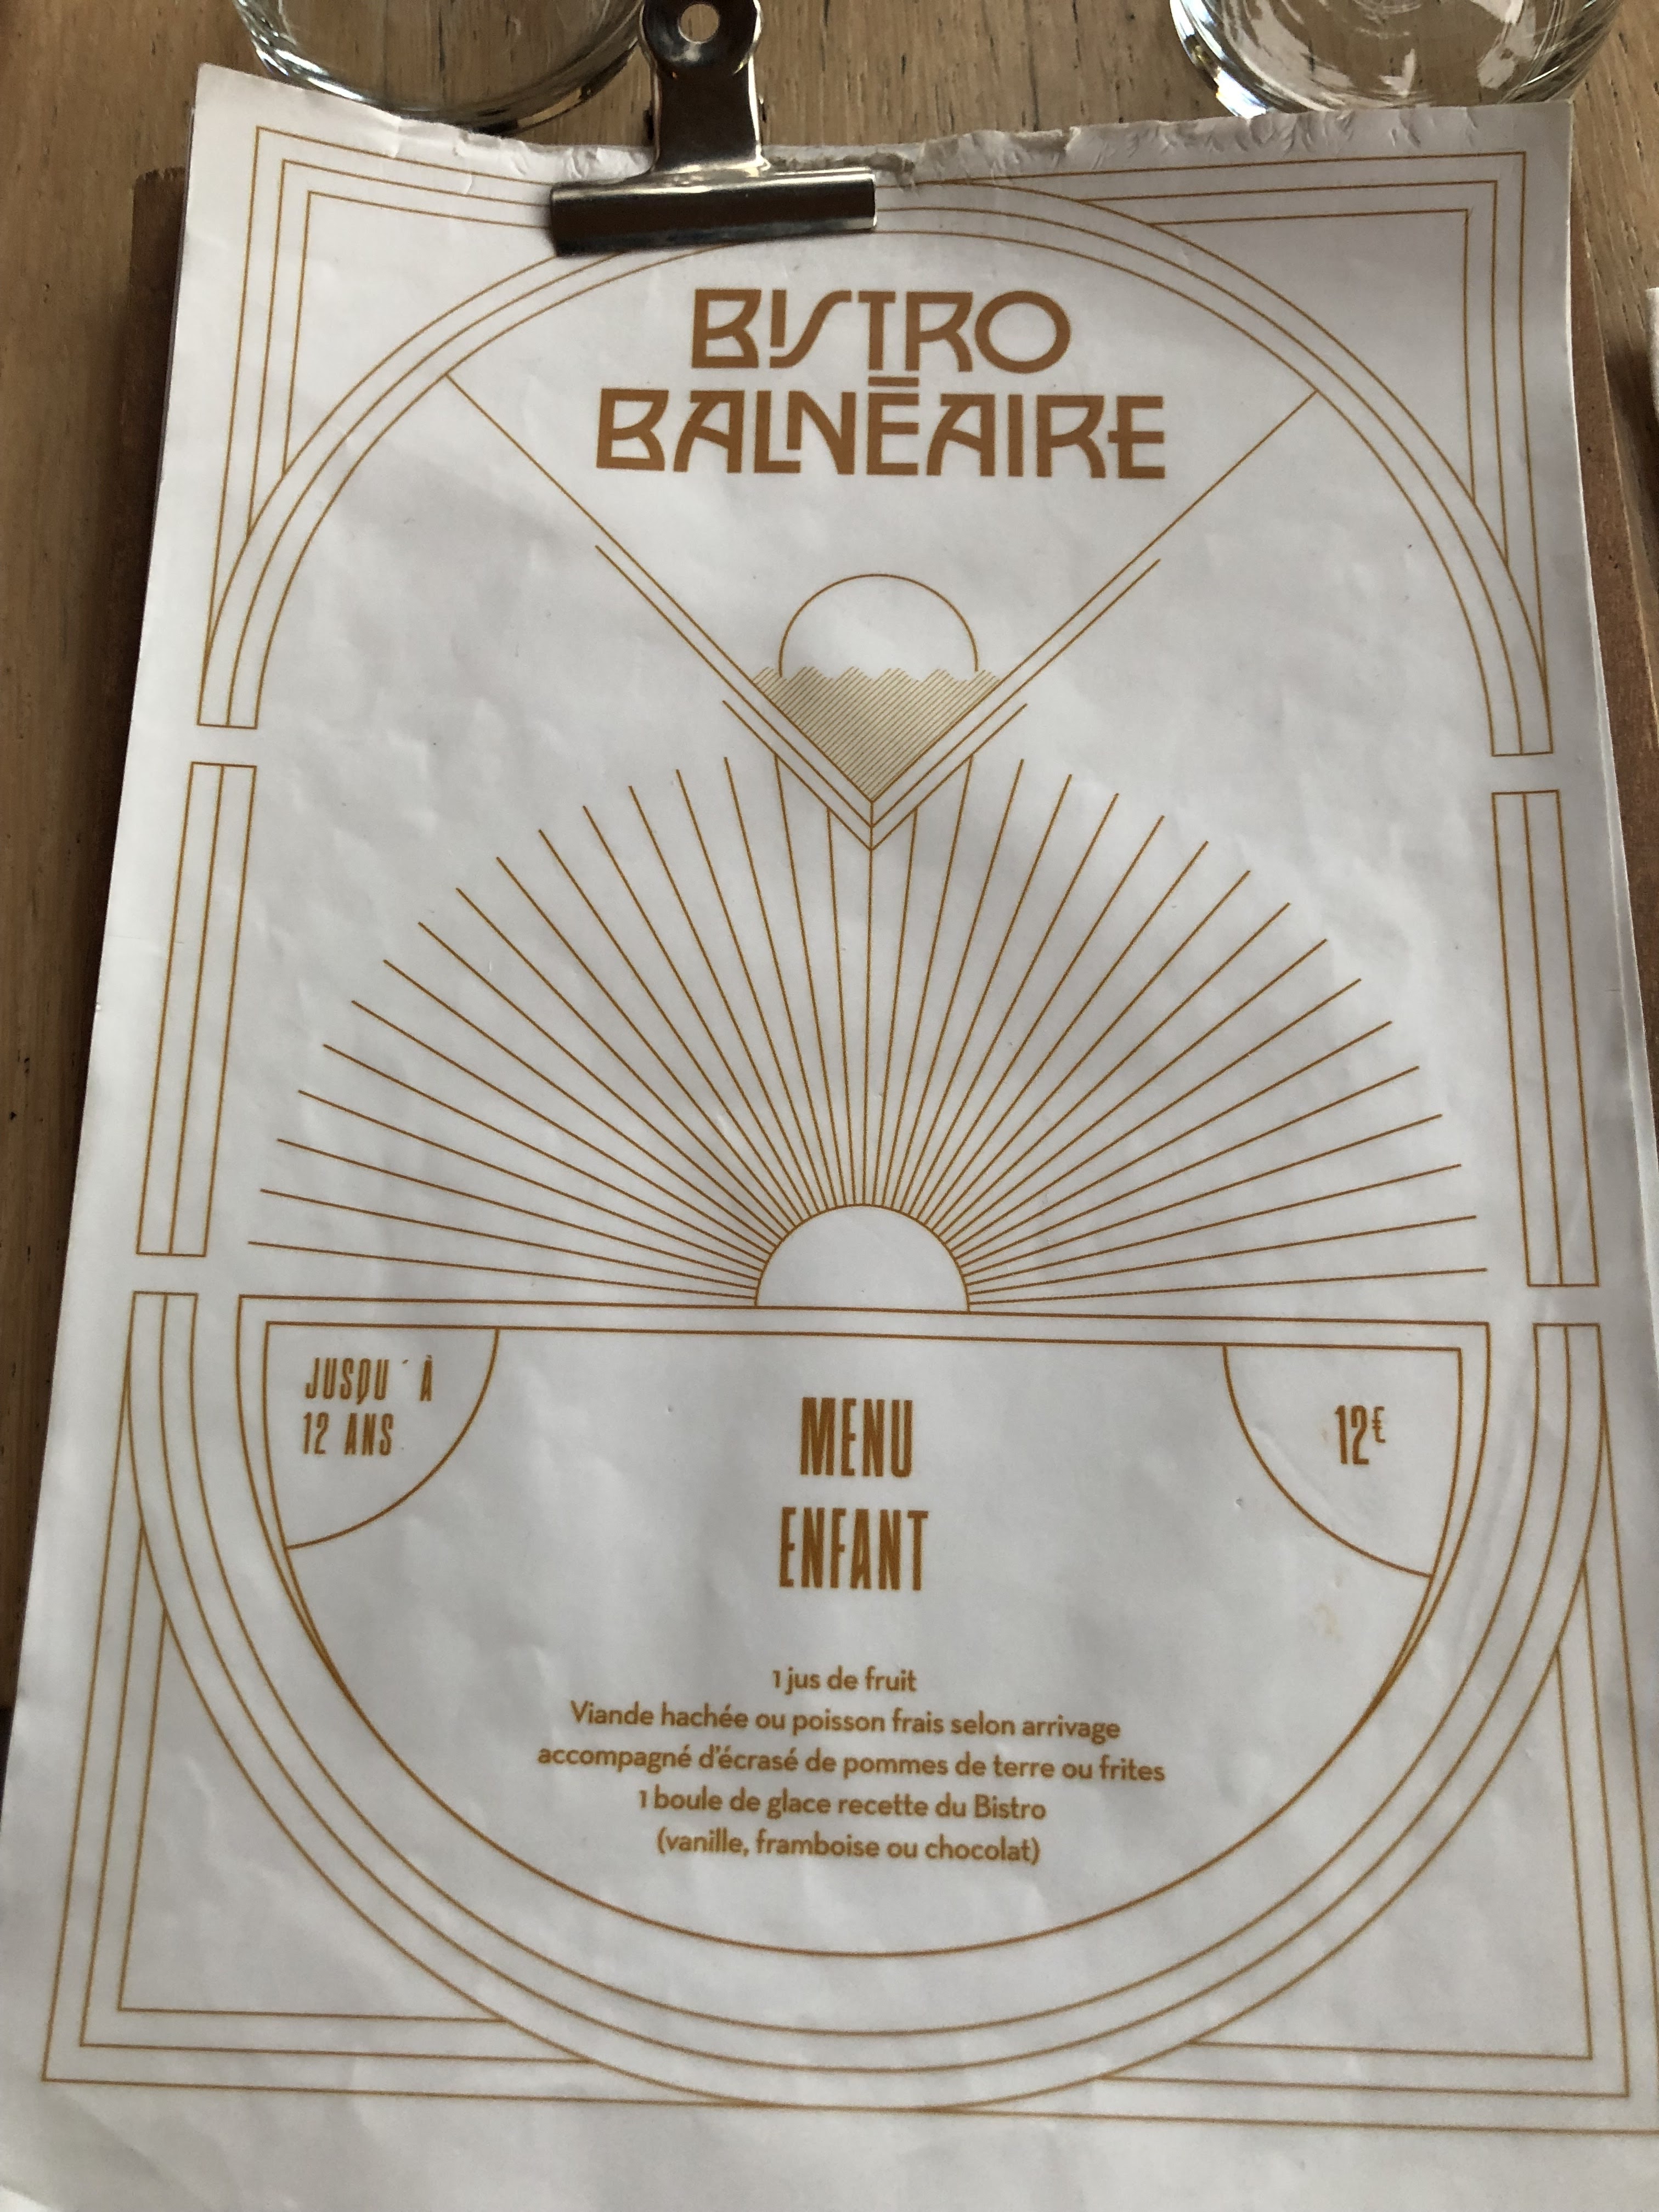 BISTRO
BALNÉAIRE
JUSQU'À
12 ANS
MENU
ENFANT
12€
1 jus de fruit
Viande hachée ou poisson frais selon arrivage
accompagné d'écrasé de pommes de terre ou frites
1 boule de glace recette du Bistro
(vanille, framboise ou chocolat)